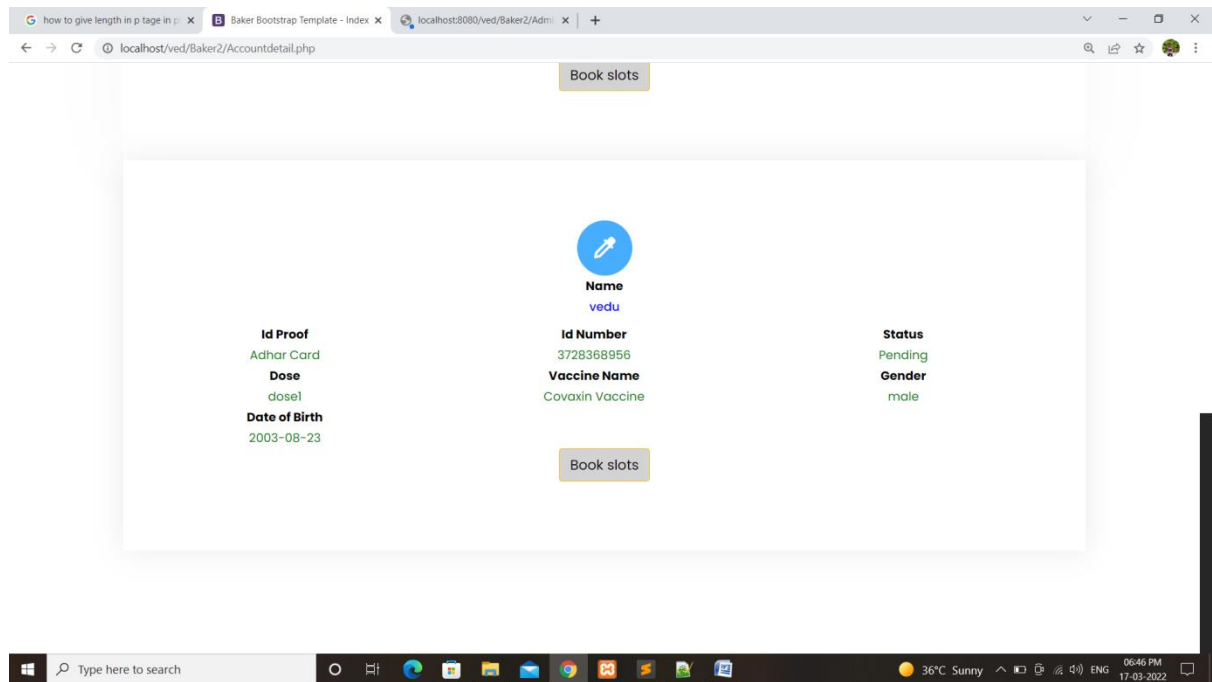 how to give length in p tage in p
Baker Bootstrap Template - Index
localhost:8080/ved/Baker2/Admi
localhost/ved/Baker2/Accountdetail.php
Book slots
Name
vedu
Id Proof Id Number Status
Adhar Card 3728368956 Pending
Dose Vaccine Name Gender
dose1 Covaxin Vaccine male
Date of Birth
2003-08-23
Book slots
Type here to search
36°C Sunny ENG 06:46 PM
17-03-2022